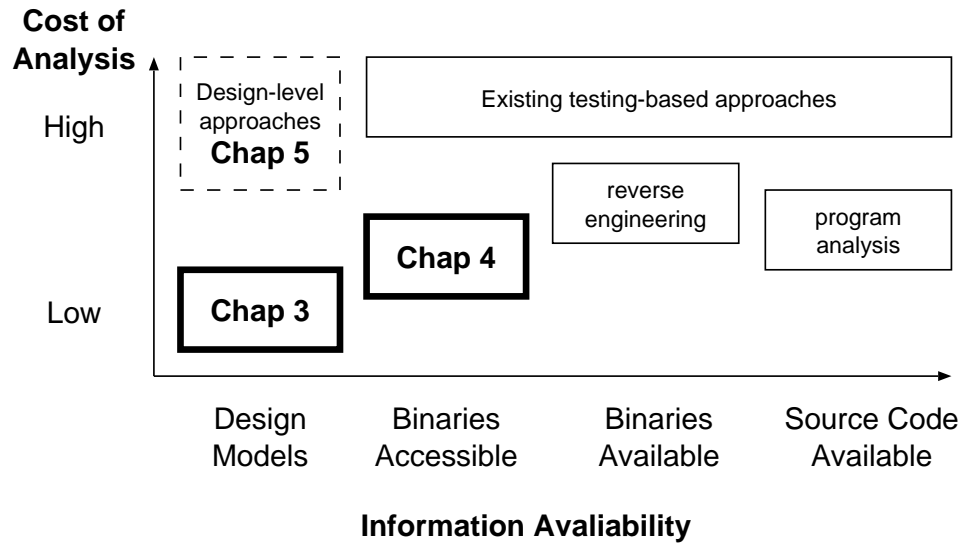 Cost of
Analysis
High
Low
Design-level
approaches
Chap 5
Existing testing-based approaches
reverse
engineering
program
analysis
Chap 4
Chap 3
Design
Models
Binaries
Accessible
Binaries
Available
Source Code
Available
Information Avaliability